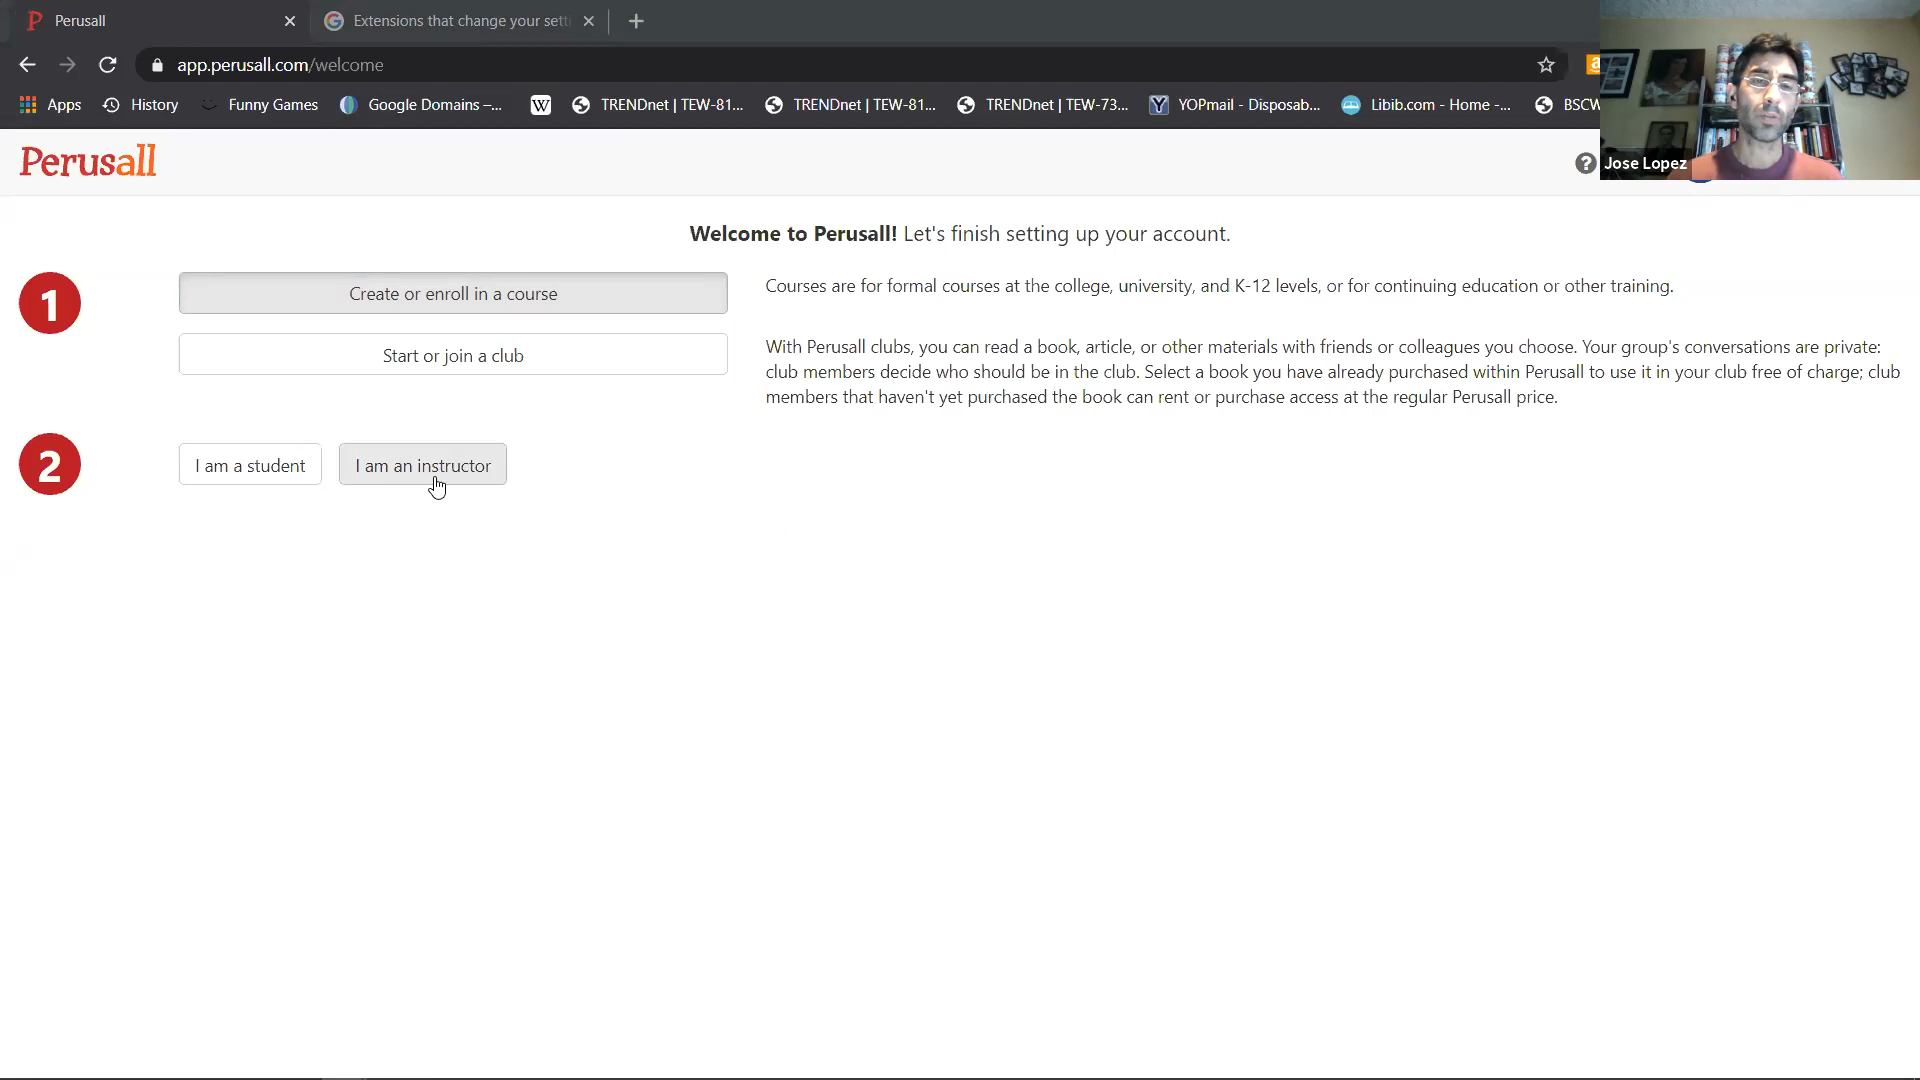 Perusall
Extensions that change your sett
app.perusall.com/welcome
Apps
History
Funny Games
Google Domains –...
W
TRENDnet | TEW-81...
TRENDnet | TEW-81...
TRENDnet | TEW-73...
YOPmail - Disposab...
Libib.com - Home -...
BSCW
Perusall
Jose Lopez
Welcome to Perusall! Let's finish setting up your account.
1
Create or enroll in a course
Courses are for formal courses at the college, university, and K-12 levels, or for continuing education or other training.
Start or join a club
With Perusall clubs, you can read a book, article, or other materials with friends or colleagues you choose. Your group's conversations are private:
club members decide who should be in the club. Select a book you have already purchased within Perusall to use it in your club free of charge; club
members that haven't yet purchased the book can rent or purchase access at the regular Perusall price.
2
I am a student
I am an instructor